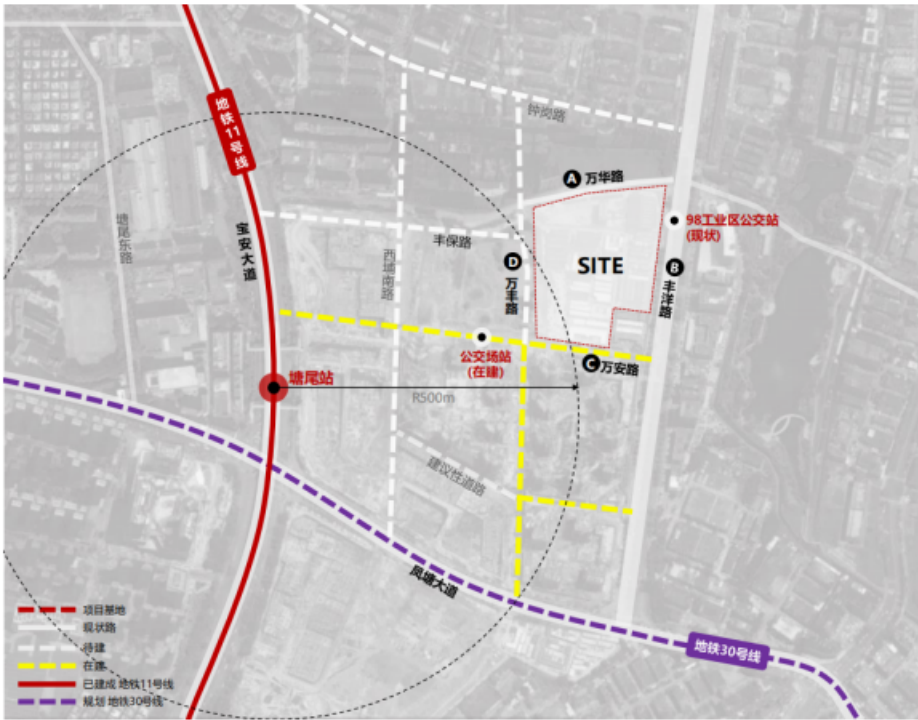 地铁11号线
钟岗路
A 万华路
98工业区公交站
(现状)
塘尾东路
宝安大道
丰保路
西埔南路
D 万丰路
SITE
B 丰洋路
公交场站
(在建)
C 万安路
塘尾站
R500m
建议性道路
凤塘大道
地铁30号线
项目基地
现状路
待建
在建
已建成 地铁11号线
规划 地铁30号线